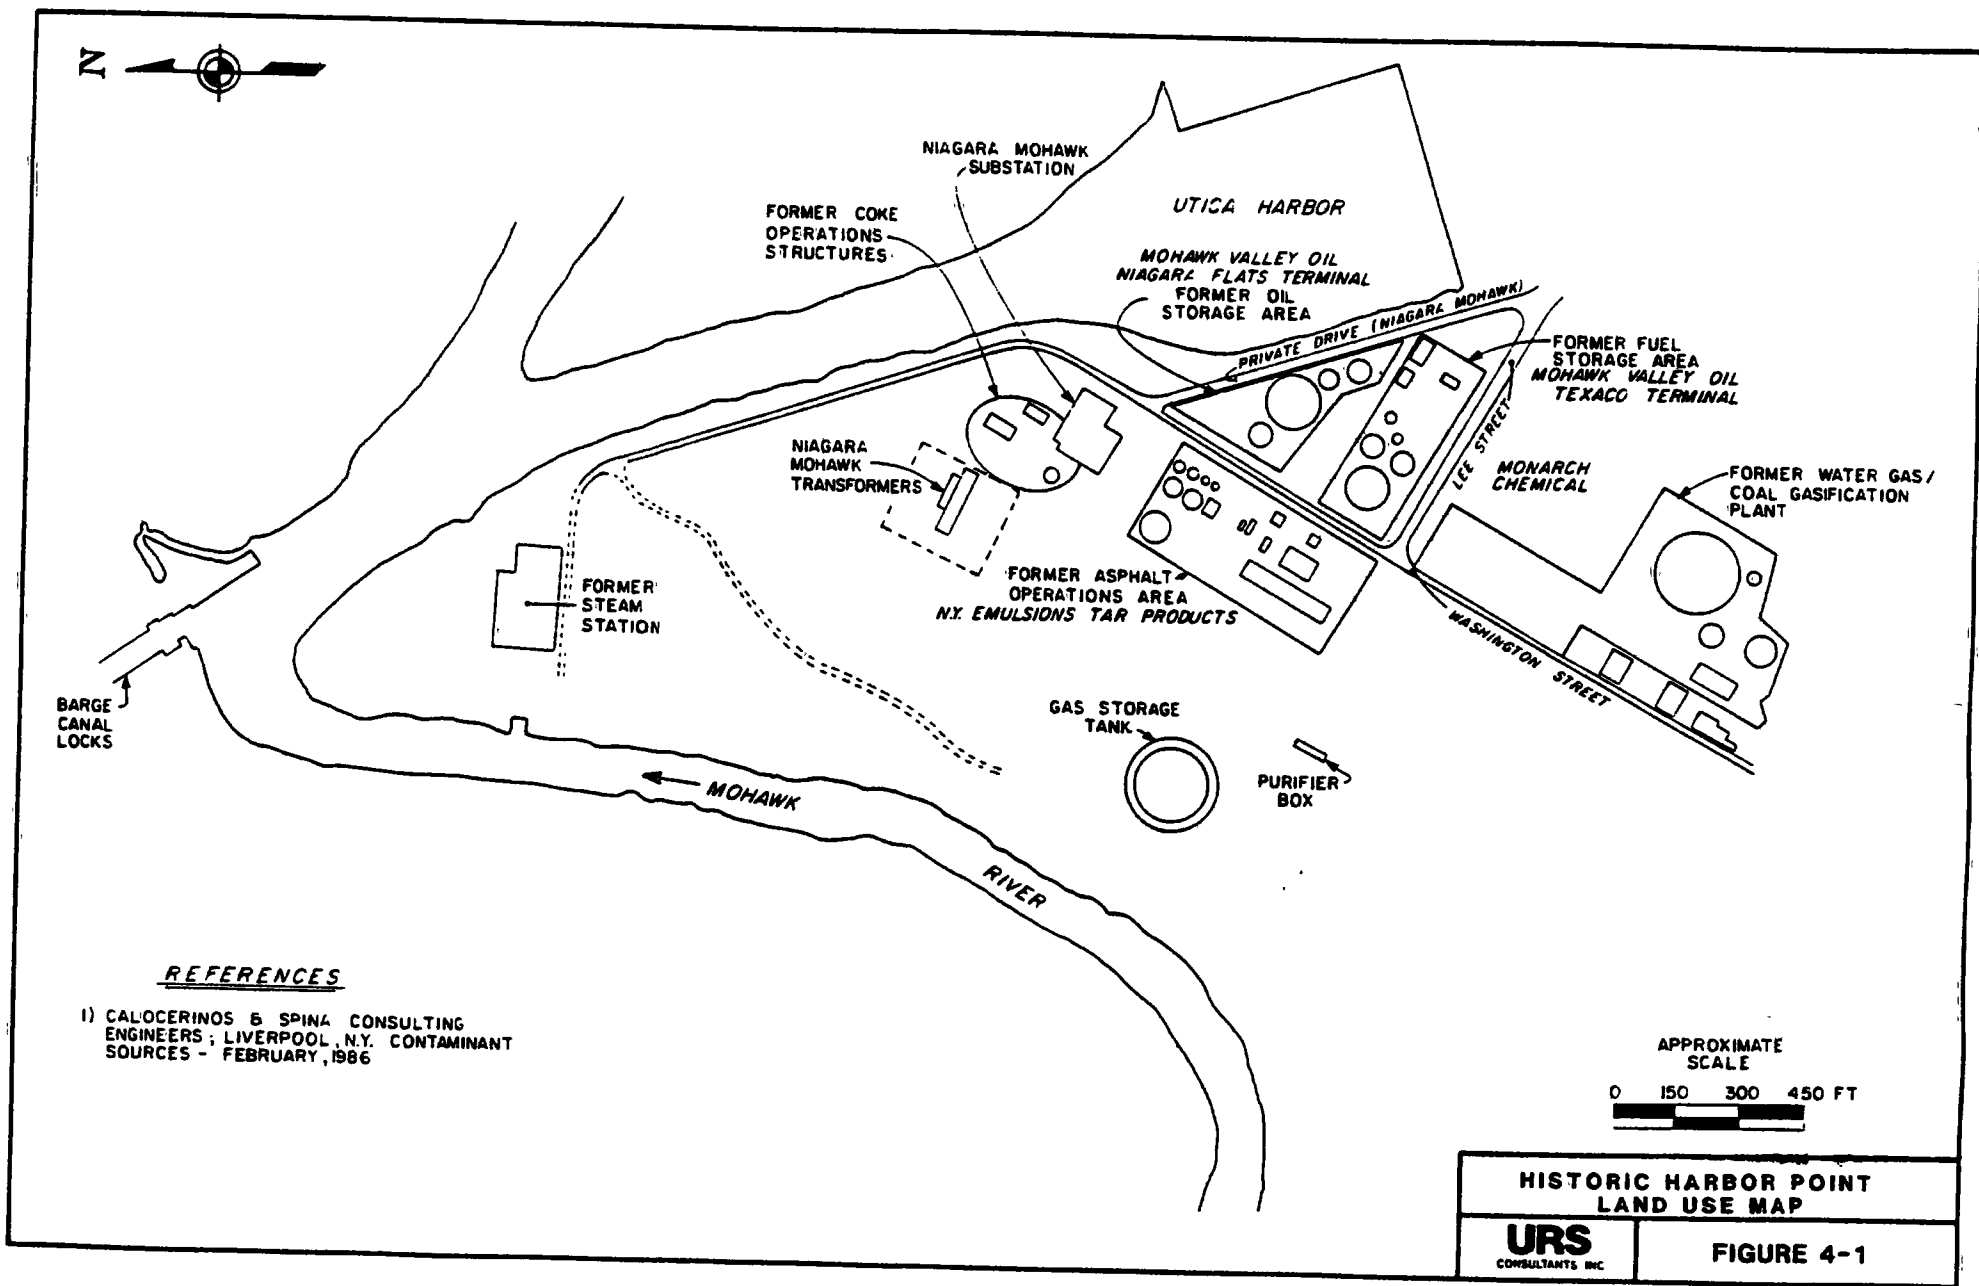 N
NIAGARA MOHAWK
SUBSTATION
FORMER COKE
OPERATIONS
STRUCTURES
UTICA HARBOR
MOHAWK VALLEY OIL
NIAGARA FLATS TERMINAL
FORMER OIL
STORAGE AREA
PRIVATE DRIVE (NIAGARA MOHAWK)
FORMER FUEL
STORAGE AREA
MOHAWK VALLEY OIL
TEXACO TERMINAL
LEE STREET
MONARCH
CHEMICAL
FORMER WATER GAS/
COAL GASIFICATION
PLANT
NIAGARA
MOHAWK
TRANSFORMERS
FORMER
STEAM
STATION
FORMER ASPHALT
OPERATIONS AREA
N.Y. EMULSIONS TAR PRODUCTS
WASHINGTON STREET
BARGE
CANAL
LOCKS
GAS STORAGE
TANK
PURIFIER
BOX
MOHAWK
RIVER
REFERENCES
1) CALOCERINOS & SPINA CONSULTING
ENGINEERS; LIVERPOOL, N.Y. CONTAMINANT
SOURCES - FEBRUARY, 1986
APPROXIMATE
SCALE
0 150 300 450 FT
HISTORIC HARBOR POINT
LAND USE MAP
URS
CONSULTANTS INC
FIGURE 4-1